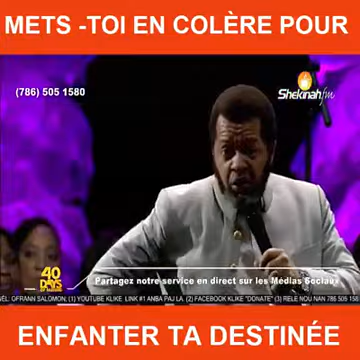 METS -TOI EN COLÈRE POUR
(786) 505 1580
Shekinah.fm
40
DAYS
Partagez notre service en direct sur les Médias Sociaux
EL: OFRANN SALOMON; (1) YOUTUBE KLIKE LINK #1 ANBA PAJ LA. (2) FACEBOOK KLIKE "DONATE" (3) RELE NOU NAN 786 505 15
ENFANTER TA DESTINÉE